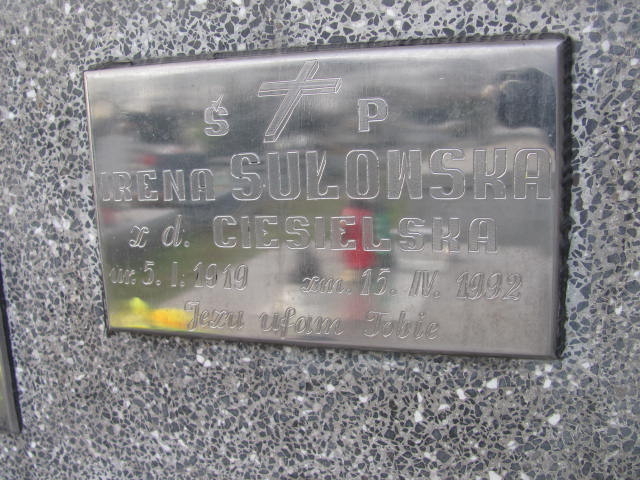 Ś P
IRENA SUŁOWSKA
z d. CIESIELSKA
ur. 5. I. 1919 zm. 15. IV. 1992
Jezu ufam Tobie